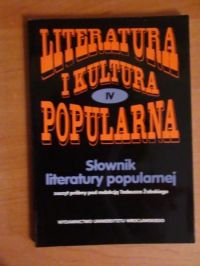 LITERATURA
I KULTURA
IV
POPULARNA
Słownik
literatury popularnej
zeszyt próbny pod redakcją Tadeusza Żabskiego
WYDAWNICTWO UNIWERSYTETU WROCŁAWSKIEGO